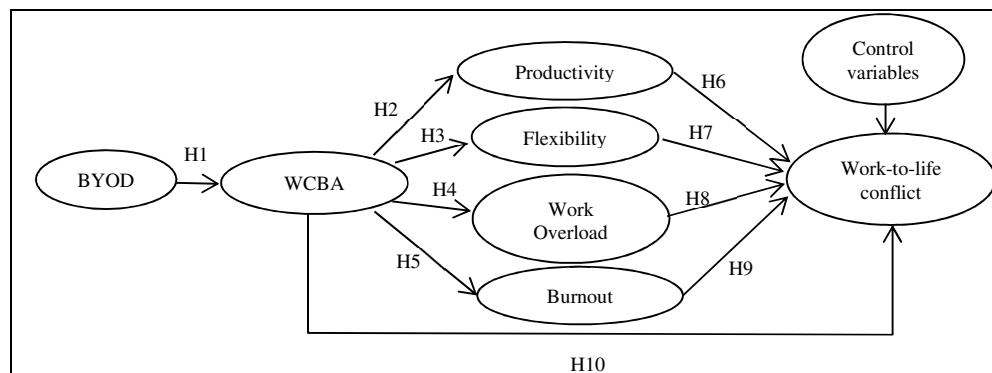 Control
variables
Productivity
H6
H2
H3
Flexibility
H7
H1
BYOD
WCBA
Work-to-life
conflict
H4
H8
Work
Overload
H5
H9
Burnout
H10